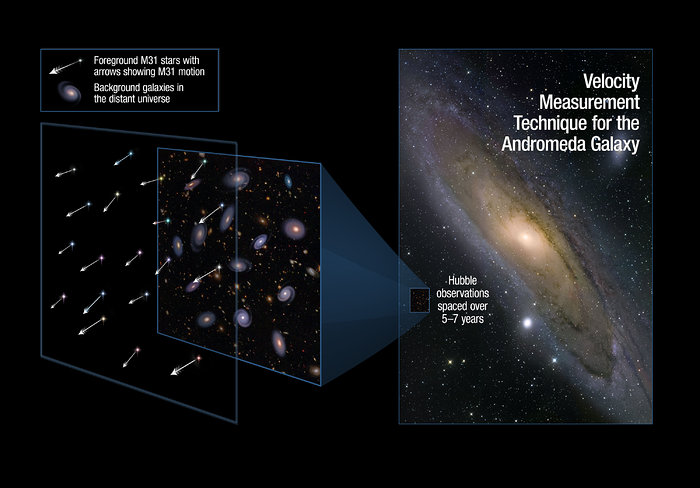 Foreground M31 stars with
arrows showing M31 motion
Background galaxies in
the distant universe
Velocity
Measurement
Technique for the
Andromeda Galaxy
Hubble
observations
spaced over
5–7 years